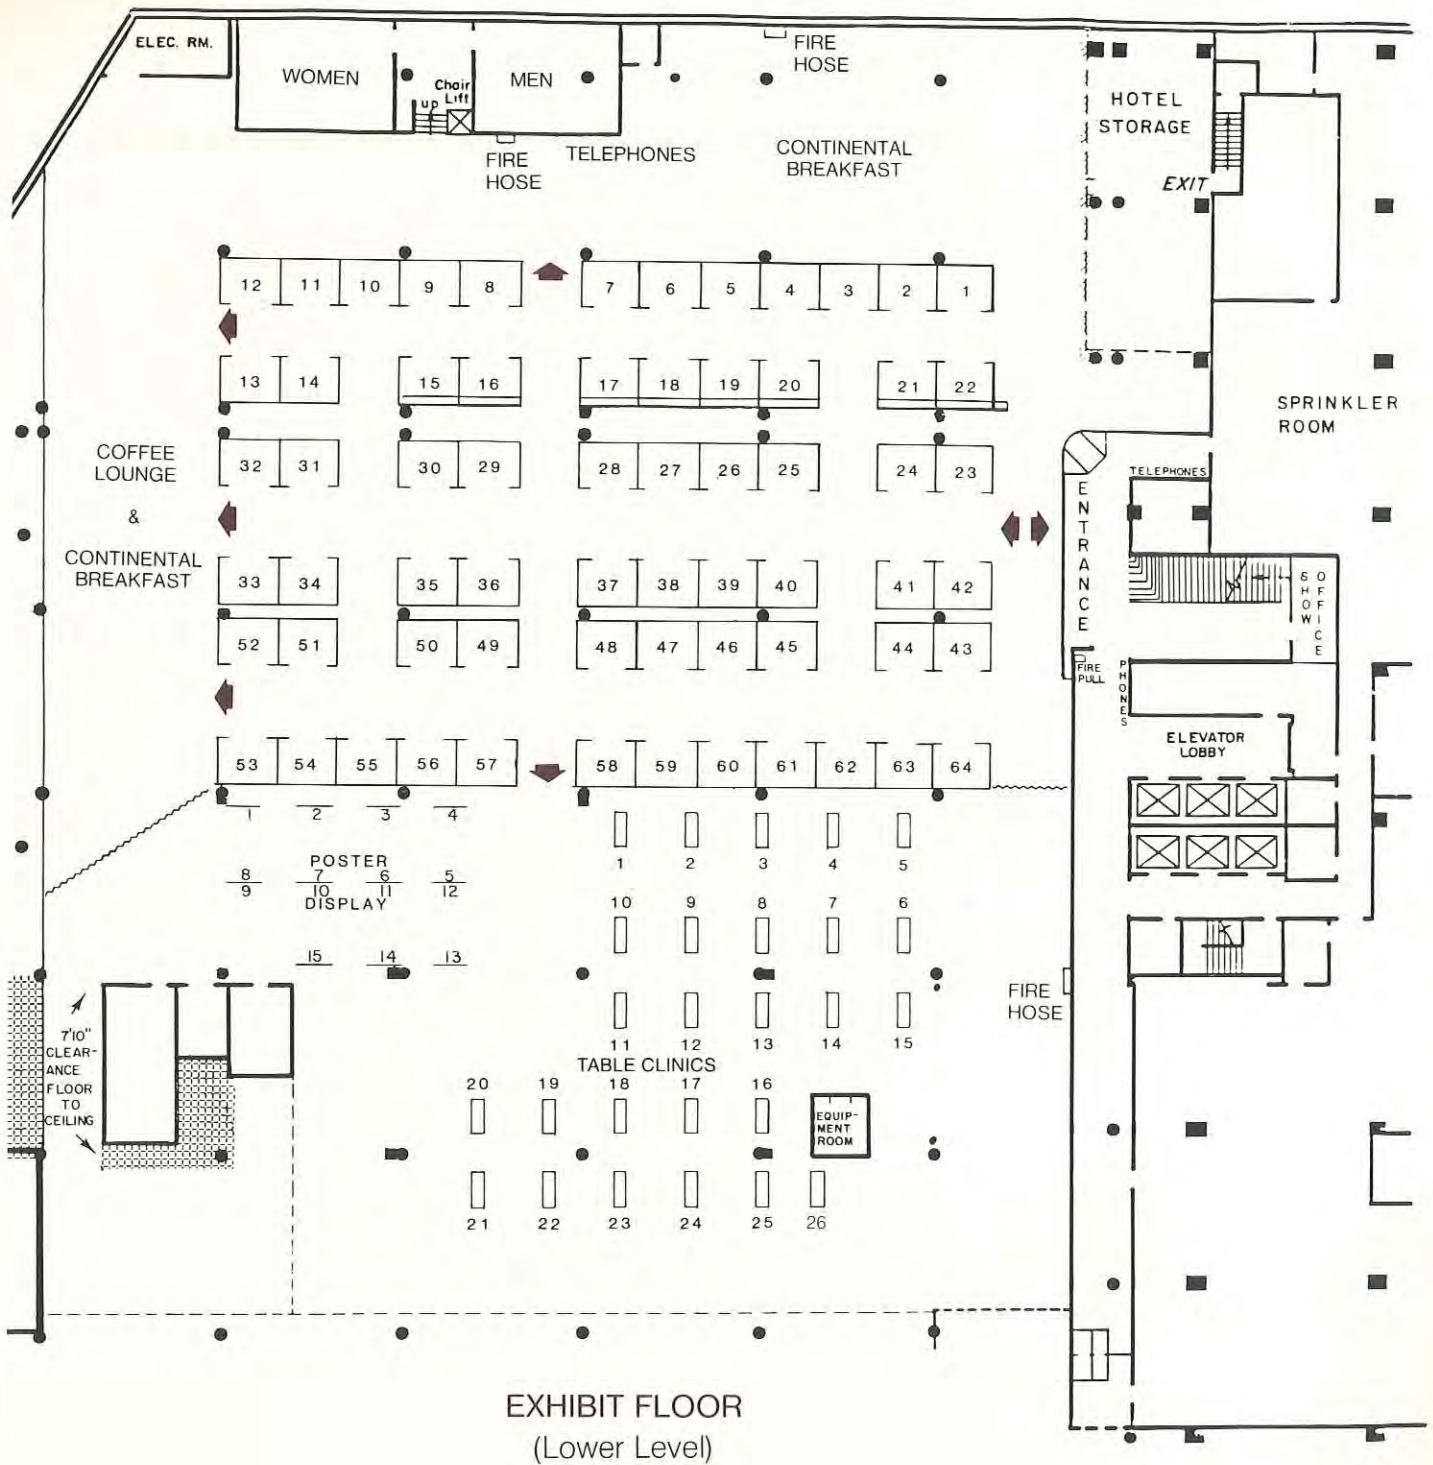 ELEC. RM.
WOMEN
up
Chair
Lift
MEN
FIRE
HOSE
HOTEL
STORAGE
EXIT
FIRE
HOSE
TELEPHONES
CONTINENTAL
BREAKFAST
12 11 10 9 8 7 6 5 4 3 2 1
13 14 15 16 17 18 19 20 21 22
SPRINKLER
ROOM
COFFEE
LOUNGE
&
CONTINENTAL
BREAKFAST
32 31 30 29 28 27 26 25 24 23
TELEPHONES
ENTRANCE
33 34 35 36 37 38 39 40 41 42
SHOW
OFFICE
&
52 51 50 49 48 47 46 45 44 43
FIRE
PULL
PHONES
ELEVATOR
LOBBY
53 54 55 56 57 58 59 60 61 62 63 64
1 2 3 4
POSTER
8 7 6 5
9 10 11 12
DISPLAY
15 14 13
1 2 3 4 5
10 9 8 7 6
11 12 13 14 15
TABLE CLINICS
20 19 18 17 16
EQUIP-
MENT
ROOM
21 22 23 24 25 26
FIRE
HOSE
7'10"
CLEAR-
ANCE
FLOOR
TO
CEILING
EXHIBIT FLOOR
(Lower Level)